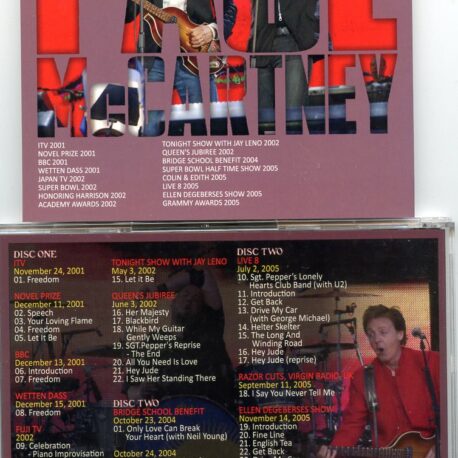 PAUL
McCARTNEY
ITV 2001
NOVEL PRIZE 2001
BBC 2001
WETTEN DASS 2001
JAPAN TV 2002
SUPER BOWL 2002
HONORING HARRISON 2002
ACADEMY AWARDS 2002
TONIGHT SHOW WITH JAY LENO 2002
QUEEN'S JUBIREE 2002
BRIDGE SCHOOL BENEFIT 2004
SUPER BOWL HALF TIME SHOW 2005
COLIN & EDITH 2005
LIVE 8 2005
ELLEN DEGEBERSES SHOW 2005
GRAMMY AWARDS 2005
DISC ONE
ITV
November 24, 2001
01. Freedom
NOVEL PRIZE
December 11, 2001
02. Speech
03. Your Loving Flame
04. Freedom
05. Let it Be
BBC
December 13, 2001
06. Introduction
07. Freedom
WETTEN DASS
December 15, 2001
08. Freedom
FUJI TV
2002
09. Celebration
- Piano Improvisation
TONIGHT SHOW WITH JAY LENO
May 3, 2002
15. Let it Be
QUEEN'S JUBIREE
June 3, 2002
16. Her Majesty
17. Blackbird
18. While My Guitar
Gently Weeps
19. SGT.Pepper's Reprise
- The End
20. All You Need Is Love
21. Hey Jude
22. I Saw Her Standing There
DISC TWO
BRIDGE SCHOOL BENEFIT
October 23, 2004
01. Only Love Can Break
Your Heart (with Neil Young)
October 24, 2004
DISC TWO
LIVE 8
July 2, 2005
10. Sgt. Pepper's Lonely
Hearts Club Band (with U2)
11. Introduction
12. Get Back
13. Drive My Car
(with George Michael)
14. Helter Skelter
15. The Long And
Winding Road
16. Hey Jude
17. Hey Jude (reprise)
RAZOR CUTS, VIRGIN RADIO, UK
September 11, 2005
18. I Say You Never Tell Me
ELLEN DEGEBERSES SHOW
November 14, 2005
19. Introduction
20. Fine Line
21. English Tea
22. Get Back